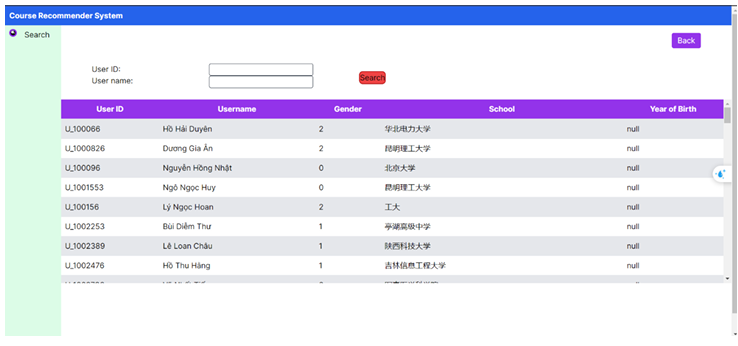 Course Recommender System
Search
Back
User ID:
User name:
Search
User ID Username Gender School Year of Birth
U_100066 Hồ Hải Duyên 2 华北电力大学 null
U_1000826 Dương Gia Ân 2 昆明理工大学 null
U_100096 Nguyễn Hồng Nhật 0 北京大学 null
U_1001553 Ngô Ngọc Huy 0 昆明理工大学 null
U_100156 Lý Ngọc Hoan 2 工大 null
U_1002253 Bùi Diễm Thư 1 亭湖高级中学 null
U_1002389 Lê Loan Châu 1 陕西科技大学 null
U_1002476 Hồ Thu Hằng 1 吉林信息工程大学 null